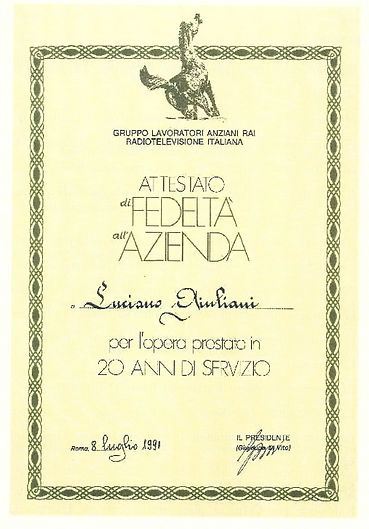 GRUPPO LAVORATORI ANZIANI RAI
RADIOTELEVISIONE ITALIANA
ATTESTATO
di FEDELTÀ
all' AZIENDA
a Luciano Giuliani
per l'opera prestata in
20 ANNI DI SERVIZIO
Roma, 8 luglio 1991
IL PRESIDENTE